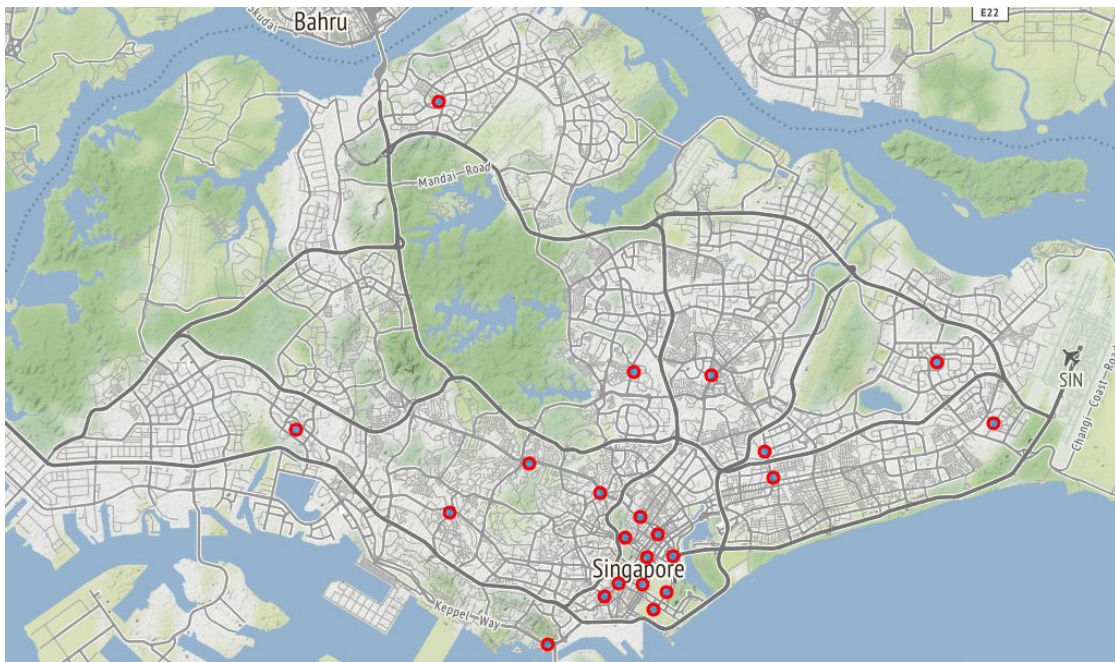 Skudai
Bahru
E22
Mandai Road
SIN
Changi-Coast-Road
Singapore
Keppel-Way